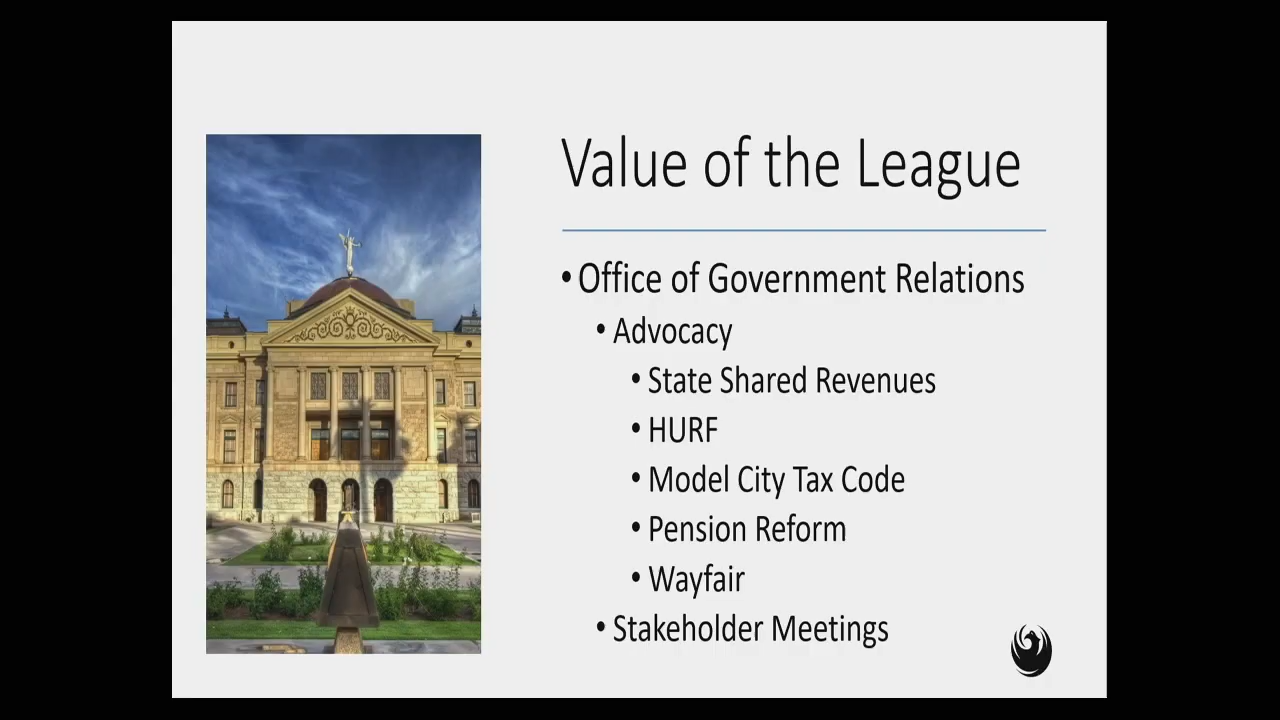 Value of the League
• Office of Government Relations
• Advocacy
• State Shared Revenues
• HURF
• Model City Tax Code
• Pension Reform
• Wayfair
• Stakeholder Meetings